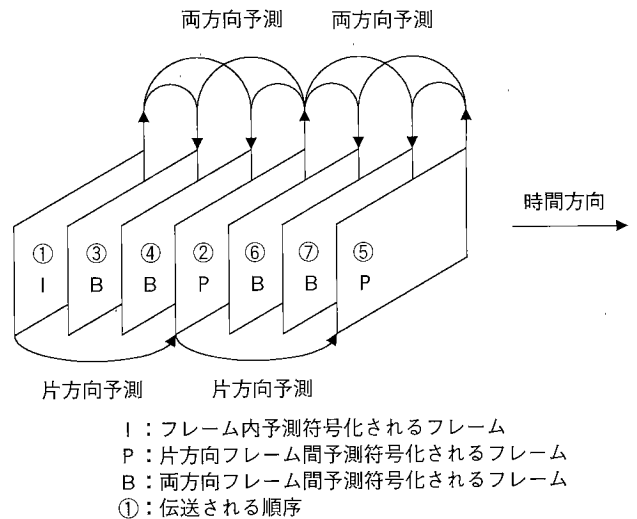 両方向予測 両方向予測
時間方向
① ③ ④ ② ⑥ ⑦ ⑤
I B B P B B P
片方向予測 片方向予測
I：フレーム内予測符号化されるフレーム
P：片方向フレーム間予測符号化されるフレーム
B：両方向フレーム間予測符号化されるフレーム
①：伝送される順序